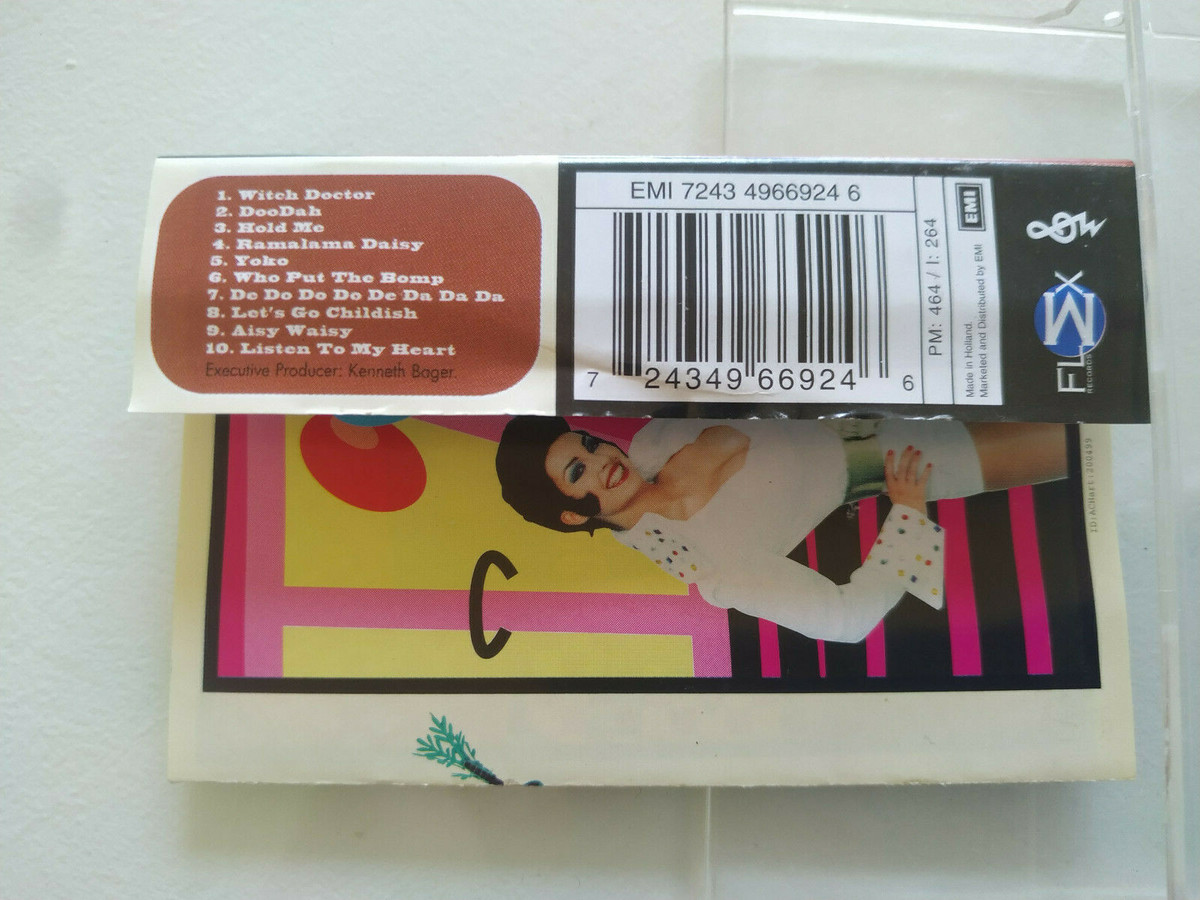 1. Witch Doctor
2. DooDah
3. Hold Me
4. Ramalama Daisy
5. Yoko
6. Who Put The Bomp
7. De Do Do Do De Da Da Da
8. Let's Go Childish
9. Aisy Waisy
10. Listen To My Heart
Executive Producer: Kenneth Bager.
EMI 7243 4966924 6
7 24349 66924 6
PM: 464 / I: 264
EMI
Made in Holland.
Marketed and Distributed by EMI
FLEX
RECORDS
C